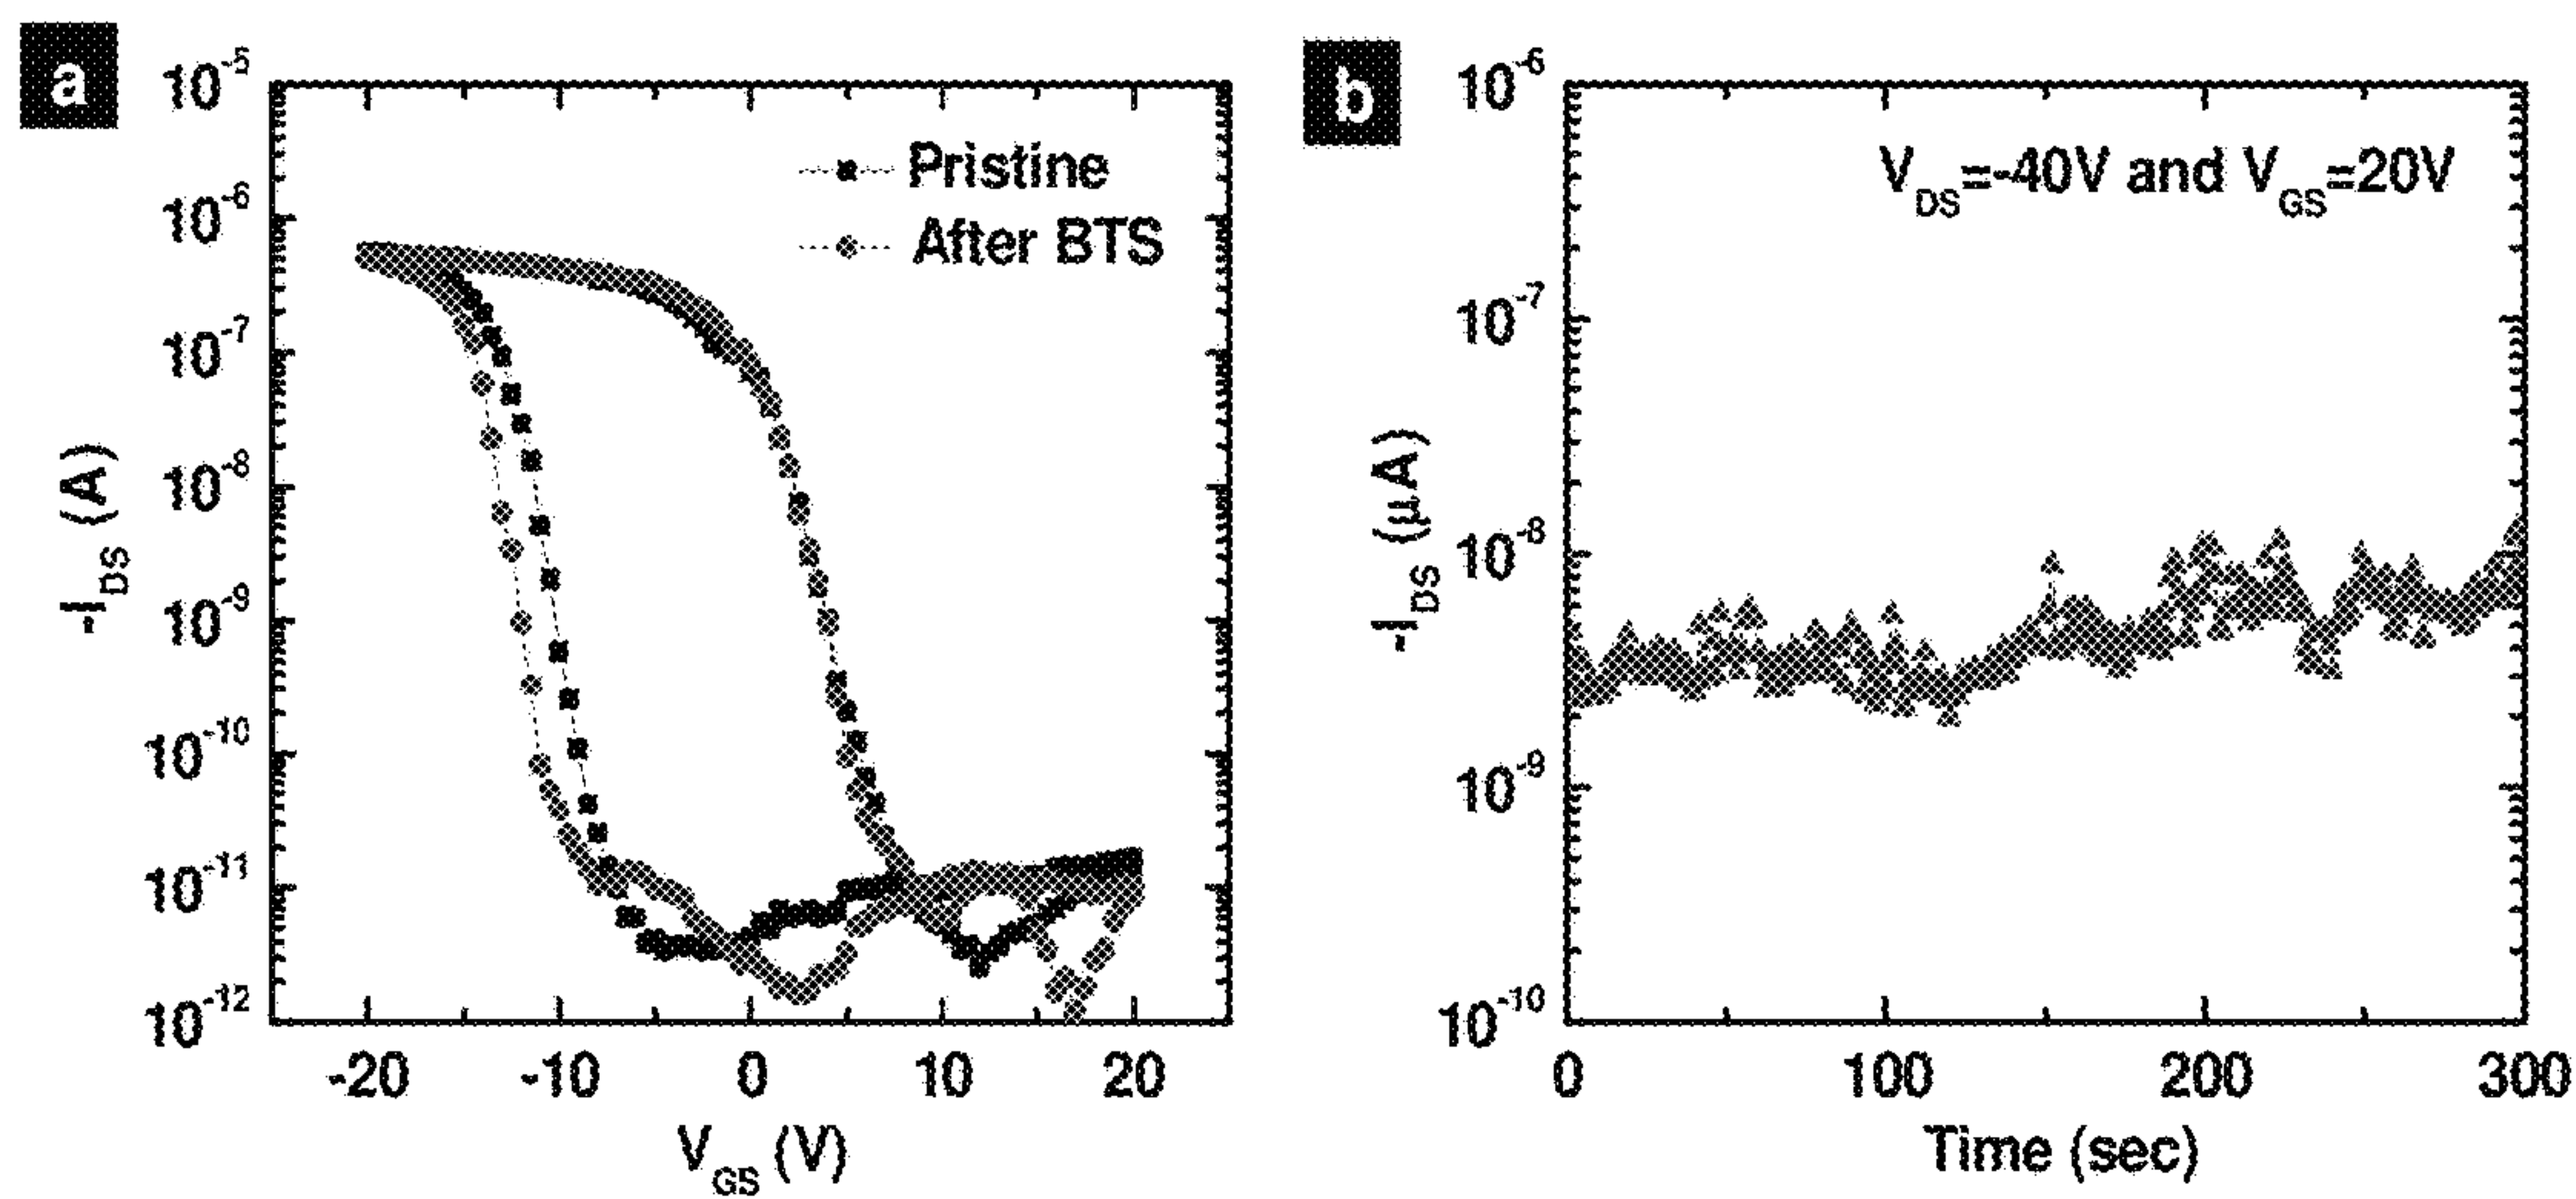 a
10^-5
10^-6
10^-7
10^-8
10^-9
10^-10
10^-11
10^-12
-I_DS (A)
Pristine
After BTS
-20 -10 0 10 20
V_GS (V)
b
10^-6
10^-7
10^-8
10^-9
10^-10
-I_DS (μA)
V_DS=-40V and V_GS=20V
0 100 200 300
Time (sec)